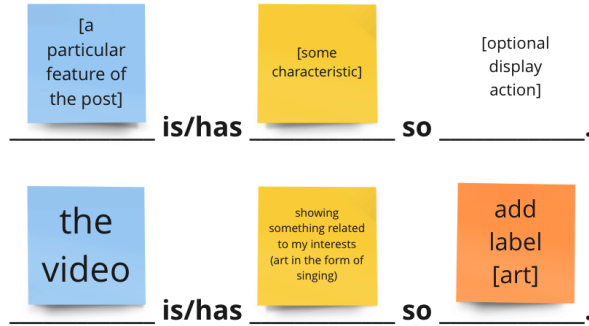 [a
particular
feature of
the post]
[some
characteristic]
[optional
display
action]
is/has so .
the
video
showing
something related
to my interests
(art in the form of
singing)
add
label
[art]
is/has so .